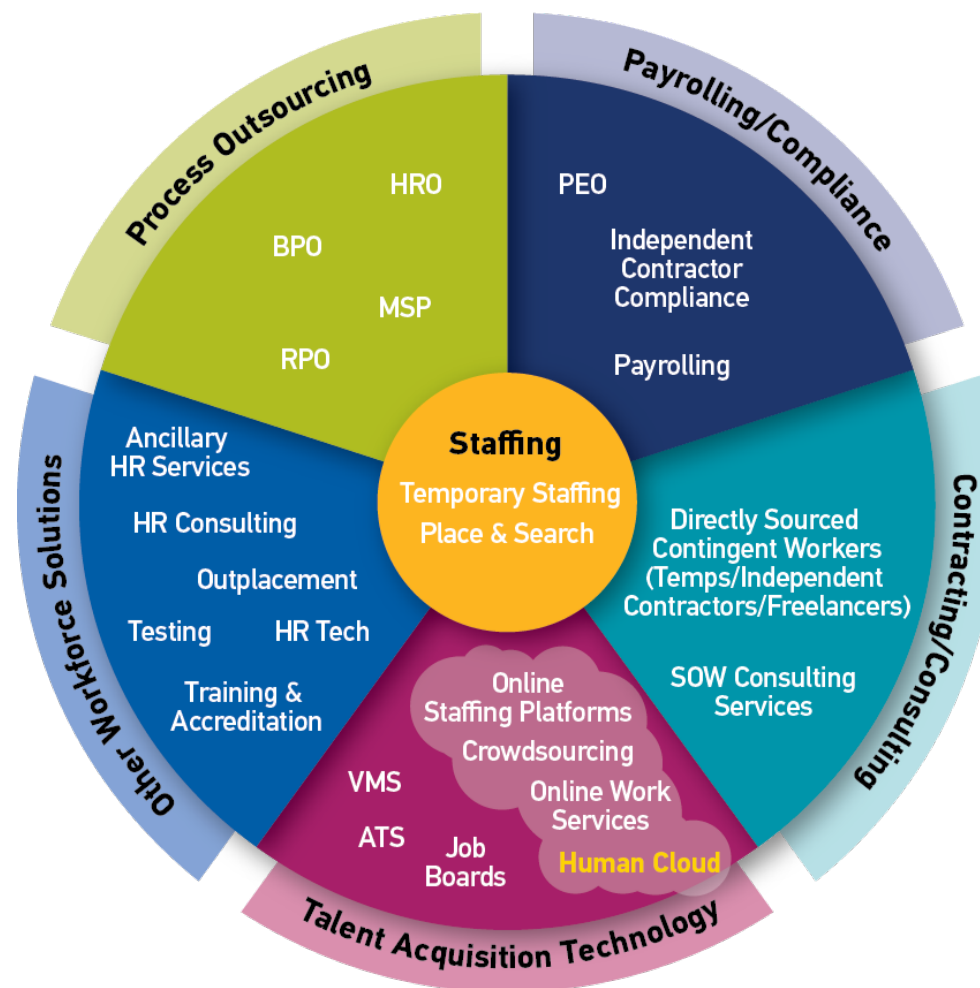 Process Outsourcing
HRO
BPO
MSP
RPO
Payrolling/Compliance
PEO
Independent
Contractor
Compliance
Payrolling
Staffing
Temporary Staffing
Place & Search
Contracting/Consulting
Directly Sourced
Contingent Workers
(Temps/Independent
Contractors/Freelancers)
SOW Consulting
Services
Talent Acquisition Technology
Online
Staffing Platforms
Crowdsourcing
Online Work
Services
Human Cloud
VMS
ATS
Job
Boards
Other Workforce Solutions
Ancillary
HR Services
HR Consulting
Outplacement
Testing
HR Tech
Training &
Accreditation